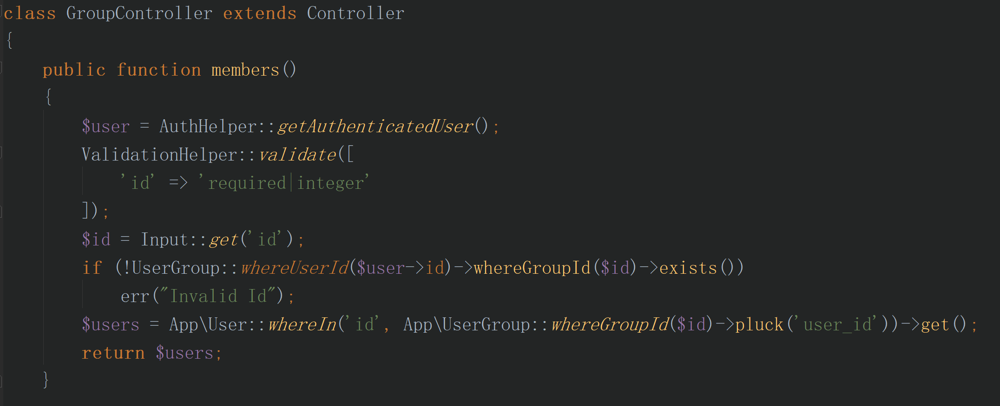 class GroupController extends Controller
{
    public function members()
    {
        $user = AuthHelper::getAuthenticatedUser();
        ValidationHelper::validate([
            'id' => 'required|integer'
        ]);
        $id = Input::get('id');
        if (!UserGroup::whereUserId($user->id)->whereGroupId($id)->exists())
            err("Invalid Id");
        $users = App\User::whereIn('id', App\UserGroup::whereGroupId($id)->pluck('user_id'))->get();
        return $users;
    }